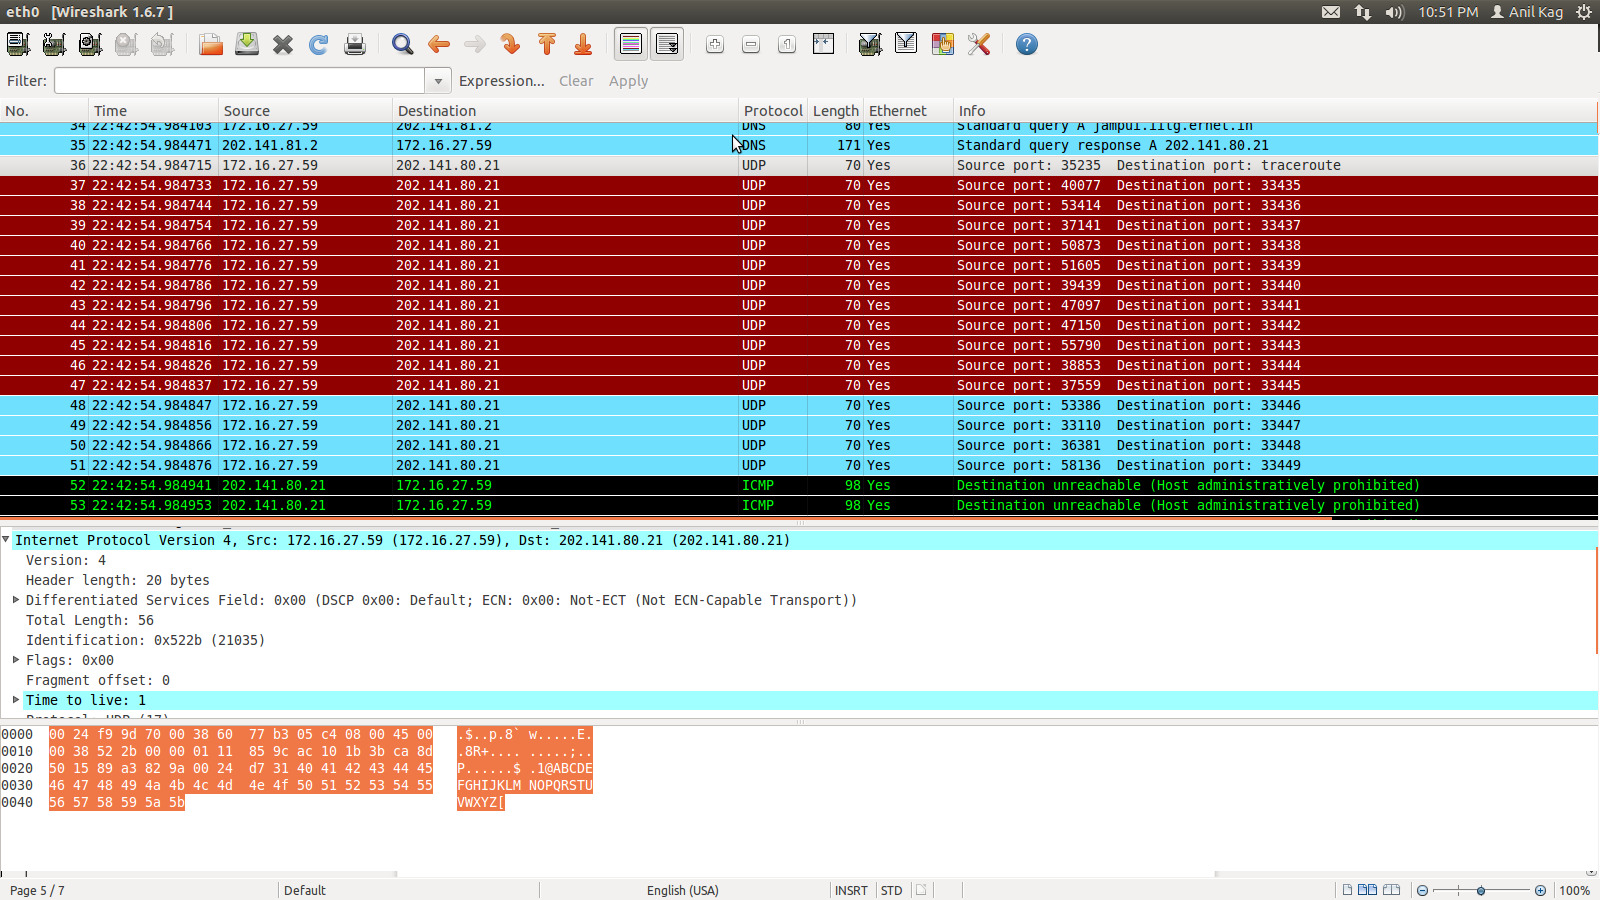 eth0 [Wireshark 1.6.7 ]
10:51 PM Anil Kag
Filter: Expression... Clear Apply
No. Time Source Destination Protocol Length Ethernet Info
34 22:42:54.984103 172.16.27.59 202.141.81.2 DNS 80 Yes Standard query A jampui.iitg.ernet.in
35 22:42:54.984471 202.141.81.2 172.16.27.59 DNS 171 Yes Standard query response A 202.141.80.21
36 22:42:54.984715 172.16.27.59 202.141.80.21 UDP 70 Yes Source port: 35235 Destination port: traceroute
37 22:42:54.984733 172.16.27.59 202.141.80.21 UDP 70 Yes Source port: 40077 Destination port: 33435
38 22:42:54.984744 172.16.27.59 202.141.80.21 UDP 70 Yes Source port: 53414 Destination port: 33436
39 22:42:54.984754 172.16.27.59 202.141.80.21 UDP 70 Yes Source port: 37141 Destination port: 33437
40 22:42:54.984766 172.16.27.59 202.141.80.21 UDP 70 Yes Source port: 50873 Destination port: 33438
41 22:42:54.984776 172.16.27.59 202.141.80.21 UDP 70 Yes Source port: 51605 Destination port: 33439
42 22:42:54.984786 172.16.27.59 202.141.80.21 UDP 70 Yes Source port: 39439 Destination port: 33440
43 22:42:54.984796 172.16.27.59 202.141.80.21 UDP 70 Yes Source port: 47097 Destination port: 33441
44 22:42:54.984806 172.16.27.59 202.141.80.21 UDP 70 Yes Source port: 47150 Destination port: 33442
45 22:42:54.984816 172.16.27.59 202.141.80.21 UDP 70 Yes Source port: 55790 Destination port: 33443
46 22:42:54.984826 172.16.27.59 202.141.80.21 UDP 70 Yes Source port: 38853 Destination port: 33444
47 22:42:54.984837 172.16.27.59 202.141.80.21 UDP 70 Yes Source port: 37559 Destination port: 33445
48 22:42:54.984847 172.16.27.59 202.141.80.21 UDP 70 Yes Source port: 53386 Destination port: 33446
49 22:42:54.984856 172.16.27.59 202.141.80.21 UDP 70 Yes Source port: 33110 Destination port: 33447
50 22:42:54.984866 172.16.27.59 202.141.80.21 UDP 70 Yes Source port: 36381 Destination port: 33448
51 22:42:54.984876 172.16.27.59 202.141.80.21 UDP 70 Yes Source port: 58136 Destination port: 33449
52 22:42:54.984941 202.141.80.21 172.16.27.59 ICMP 98 Yes Destination unreachable (Host administratively prohibited)
53 22:42:54.984953 202.141.80.21 172.16.27.59 ICMP 98 Yes Destination unreachable (Host administratively prohibited)
Internet Protocol Version 4, Src: 172.16.27.59 (172.16.27.59), Dst: 202.141.80.21 (202.141.80.21)
Version: 4
Header length: 20 bytes
Differentiated Services Field: 0x00 (DSCP 0x00: Default; ECN: 0x00: Not-ECT (Not ECN-Capable Transport))
Total Length: 56
Identification: 0x522b (21035)
Flags: 0x00
Fragment offset: 0
Time to live: 1
Protocol: UDP (17)
0000 00 24 f9 9d 70 00 38 60 77 b3 05 c4 08 00 45 00 .$..p.8` w.....E.
0010 00 38 52 2b 00 00 01 11 85 9c ac 10 1b 3b ca 8d .8R+.... .....;..
0020 50 15 89 a3 82 9a 00 24 d7 31 40 41 42 43 44 45 P......$ .1@ABCDE
0030 46 47 48 49 4a 4b 4c 4d 4e 4f 50 51 52 53 54 55 FGHIJKLM NOPQRSTU
0040 56 57 58 59 5a 5b VWXYZ[
Page 5 / 7 Default English (USA) INSRT STD 100%